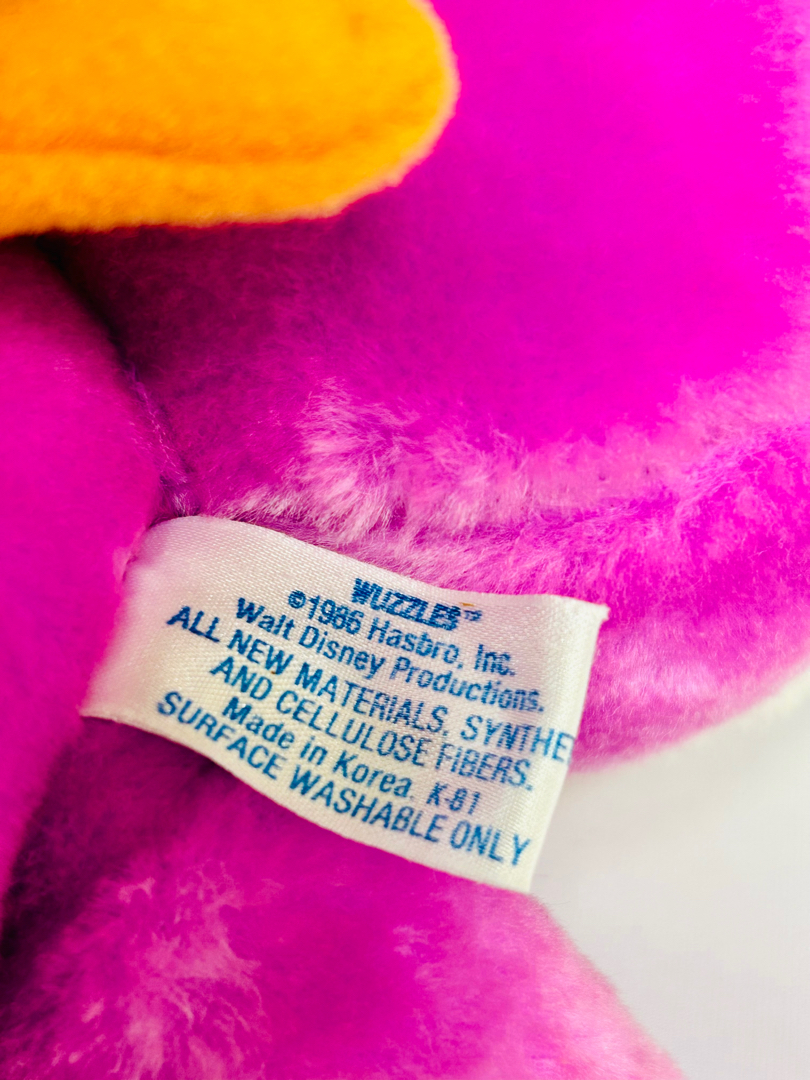 WUZZLES™
©1986 Hasbro, Inc.
Walt Disney Productions.
ALL NEW MATERIALS, SYNTHE
AND CELLULOSE FIBERS.
Made in Korea. K-81
SURFACE WASHABLE ONLY